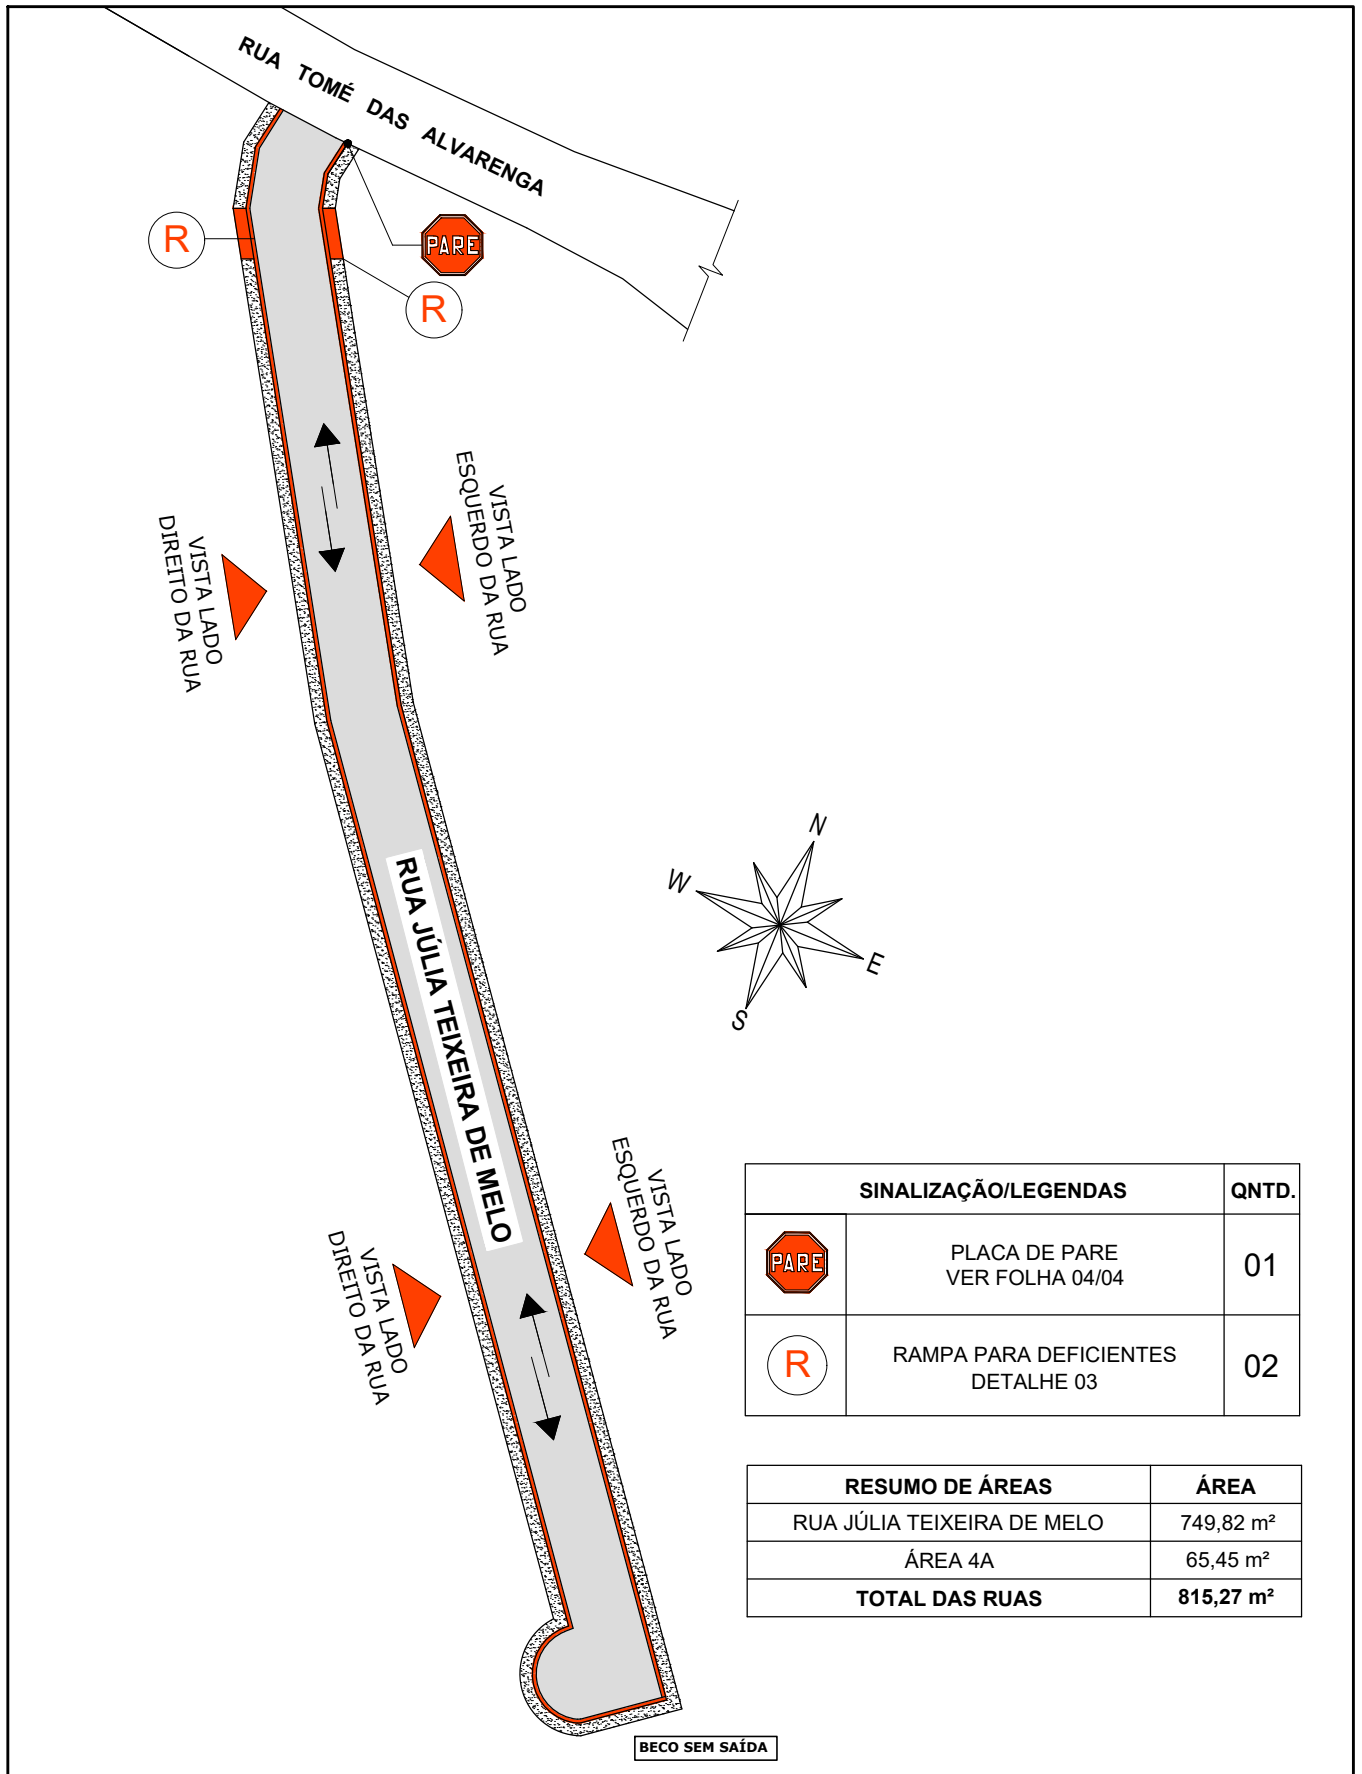 RUA TOMÉ DAS ALVARENGA
R
PARE
R
VISTA LADO
ESQUERDO DA RUA
VISTA LADO
DIREITO DA RUA
RUA JÚLIA TEIXEIRA DE MELO
N
W
E
S
VISTA LADO
ESQUERDO DA RUA
VISTA LADO
DIREITO DA RUA
SINALIZAÇÃO/LEGENDAS QNTD.
PARE
PLACA DE PARE
VER FOLHA 04/04
01
R
RAMPA PARA DEFICIENTES
DETALHE 03
02
RESUMO DE ÁREAS ÁREA
RUA JÚLIA TEIXEIRA DE MELO 749,82 m²
ÁREA 4A 65,45 m²
TOTAL DAS RUAS 815,27 m²
BECO SEM SAÍDA